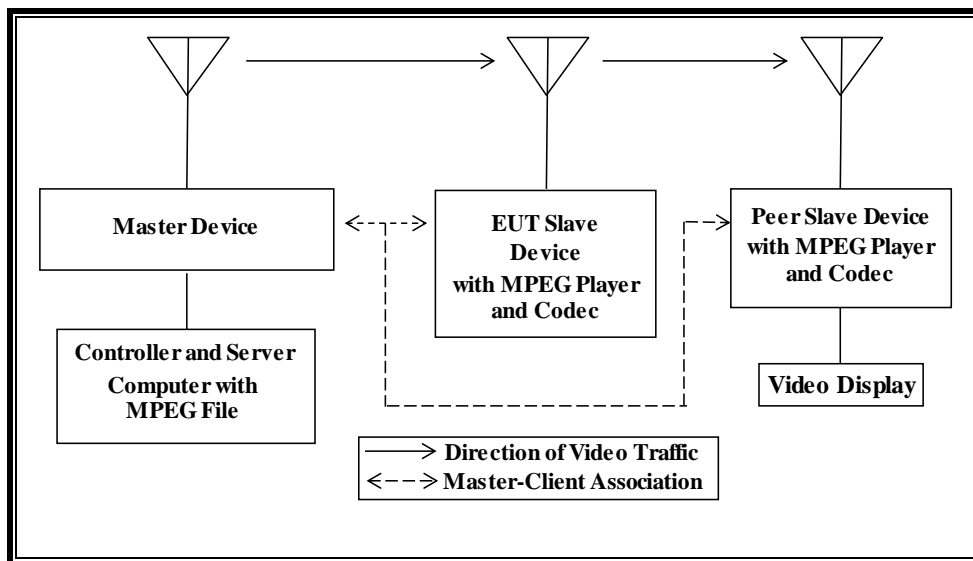 Master Device
EUT Slave
Device
with MPEG Player
and Codec
Peer Slave Device
with MPEG Player
and Codec
Controller and Server
Computer with
MPEG File
Video Display
Direction of Video Traffic
Master-Client Association